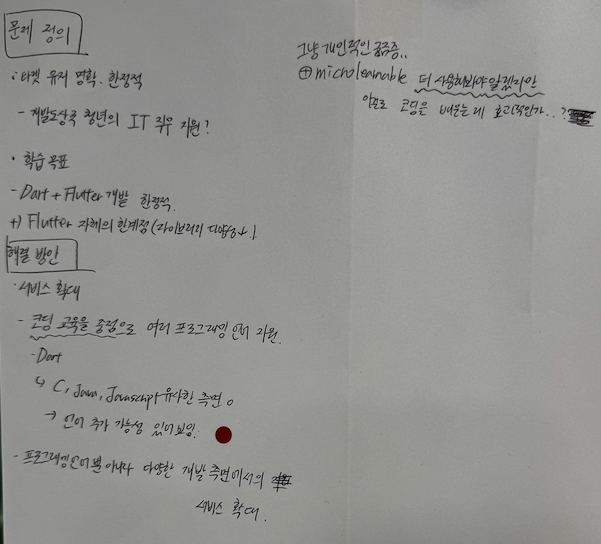 문제 정의
· 타겟 유저 명확. 한정적
- 개발도상국 청년의 IT 직무 지원?
· 학습 목표
- Dart + Flutter 개발 한정적.
+) Flutter 자체의 한계점 (라이브러리 다양성↓.)
해결 방안
· 서비스 확대
- 코딩 교육을 중점으로 여러 프로그래밍 언어 지원.
- Dart
↳ C, Java, Javascript 유사한 측면 o
→ 언어 추가 가능성 있어보임.
- 프로그래밍 언어 뿐 아니라 다양한 개발 측면에서의
서비스 확대.
그냥 개인적인 궁금증..
⊕ microlearnable 더 사용해봐야 알겠지만
이걸로 코딩을 배우는데 효과적인가..?